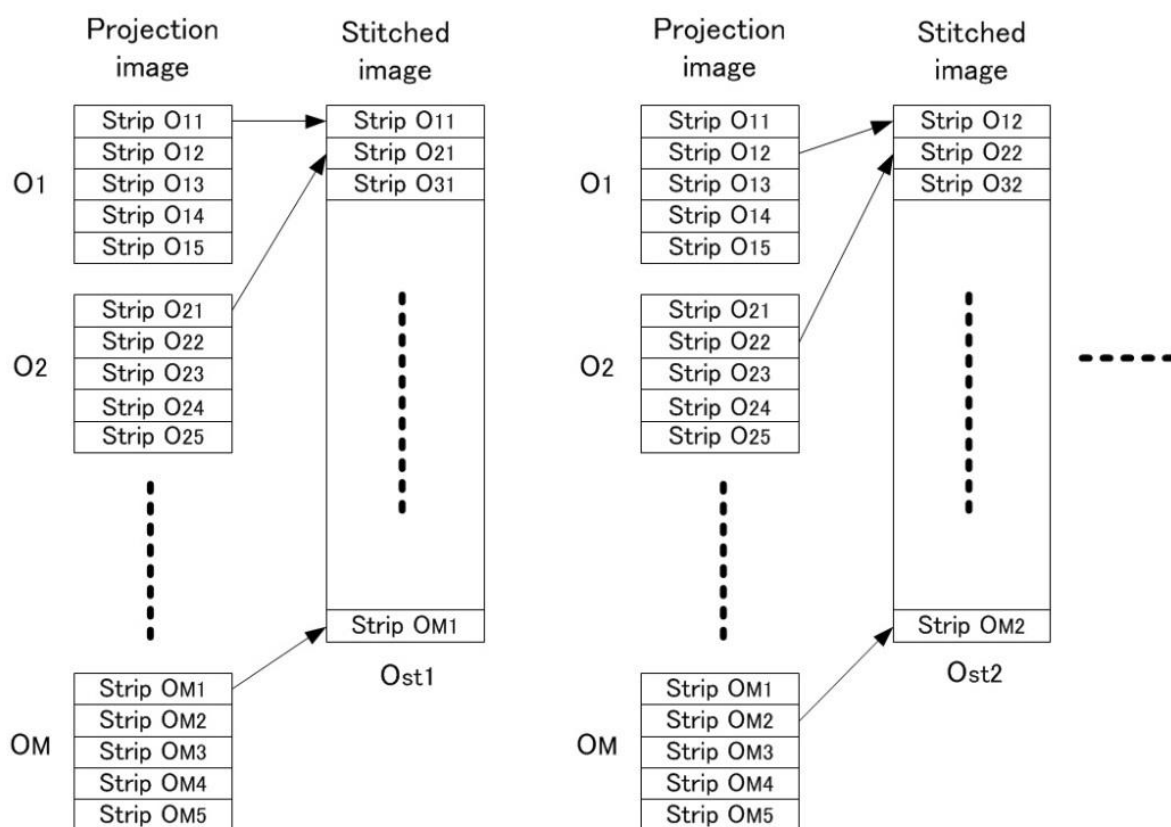 Projection
image
Stitched
image
Projection
image
Stitched
image
O1
Strip O11
Strip O12
Strip O13
Strip O14
Strip O15
Strip O11
Strip O21
Strip O31
O1
Strip O11
Strip O12
Strip O13
Strip O14
Strip O15
Strip O12
Strip O22
Strip O32
O2
Strip O21
Strip O22
Strip O23
Strip O24
Strip O25
O2
Strip O21
Strip O22
Strip O23
Strip O24
Strip O25
Strip OM1
Ost1
Strip OM2
Ost2
OM
Strip OM1
Strip OM2
Strip OM3
Strip OM4
Strip OM5
OM
Strip OM1
Strip OM2
Strip OM3
Strip OM4
Strip OM5